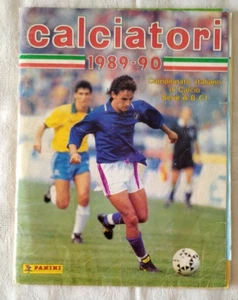 calciatori
1989-90
Campionato Italiano
di Calcio
Serie A, B, C1
PANINI